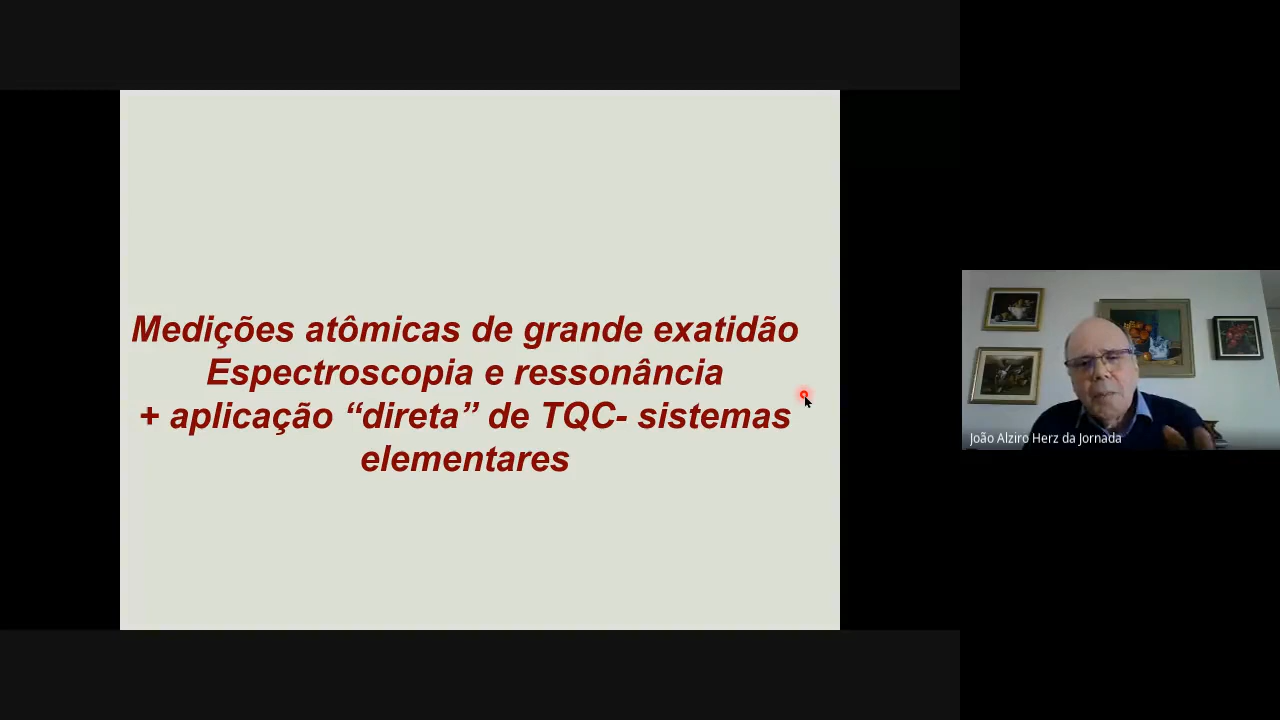 Medições atômicas de grande exatidão
Espectroscopia e ressonância
+ aplicação “direta” de TQC- sistemas
elementares
João Alziro Herz da Jornada